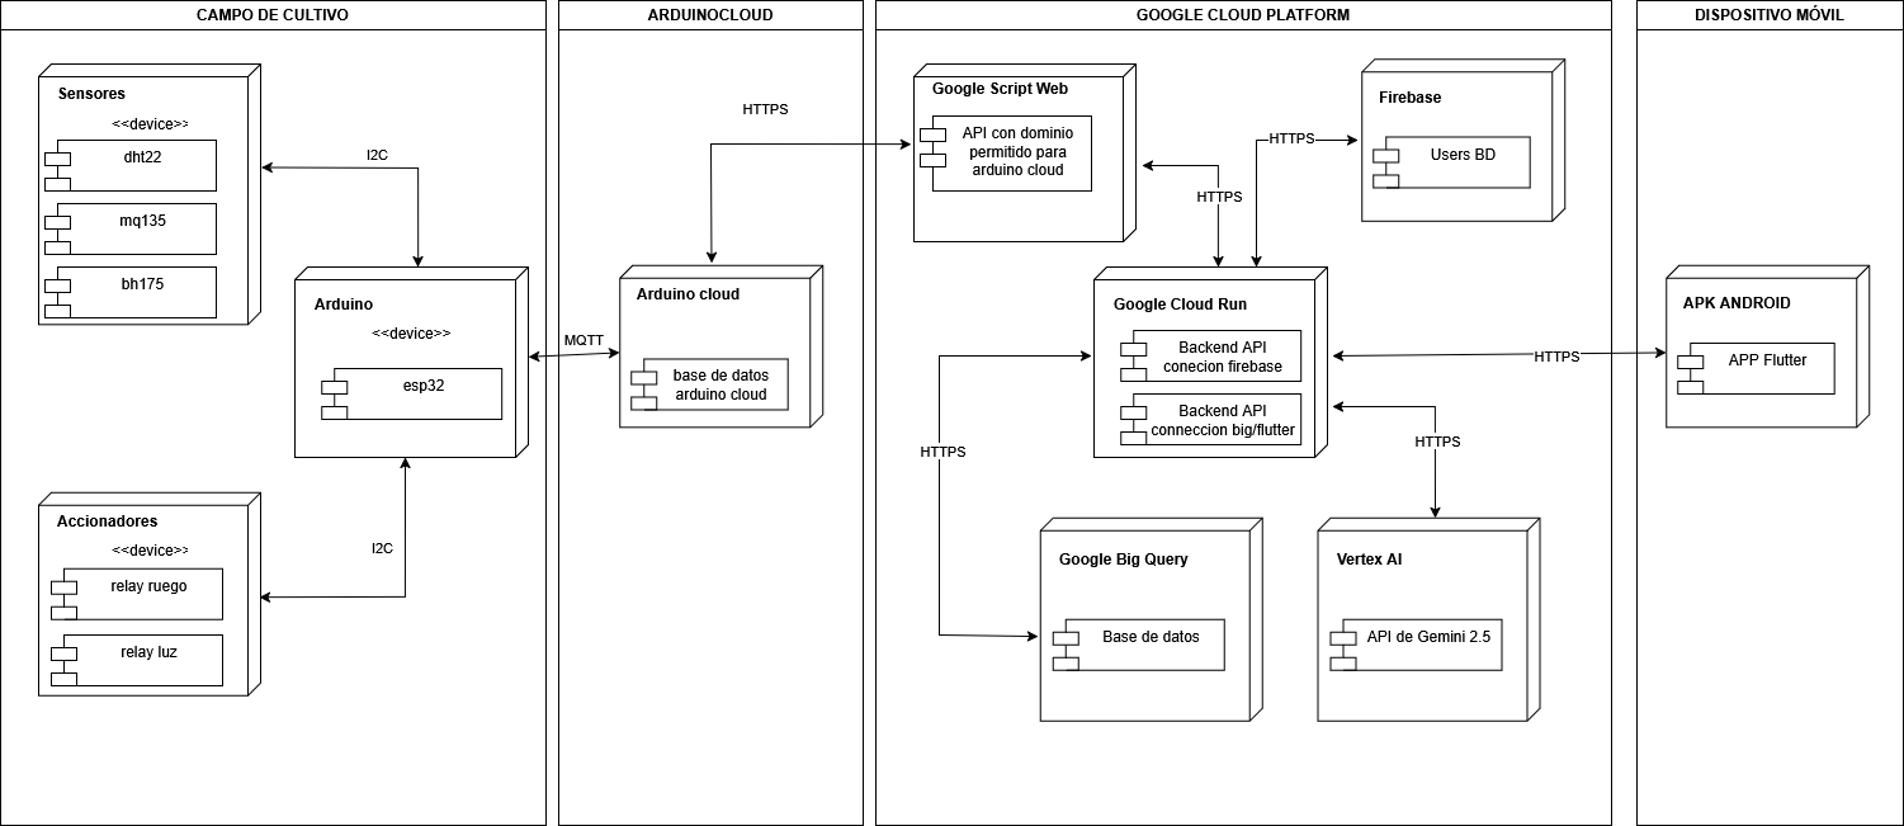 CAMPO DE CULTIVO
Sensores
<<device>>
dht22
mq135
bh175
I2C
Arduino
<<device>>
esp32
Accionadores
<<device>>
relay ruego
relay luz
I2C
MQTT
ARDUINOCLOUD
HTTPS
Arduino cloud
base de datos
arduino cloud
GOOGLE CLOUD PLATFORM
Google Script Web
API con dominio
permitido para
arduino cloud
HTTPS
HTTPS
Firebase
Users BD
Google Cloud Run
Backend API
conecion firebase
Backend API
conneccion big/flutter
HTTPS
HTTPS
HTTPS
Google Big Query
Base de datos
Vertex AI
API de Gemini 2.5
DISPOSITIVO MÓVIL
APK ANDROID
APP Flutter